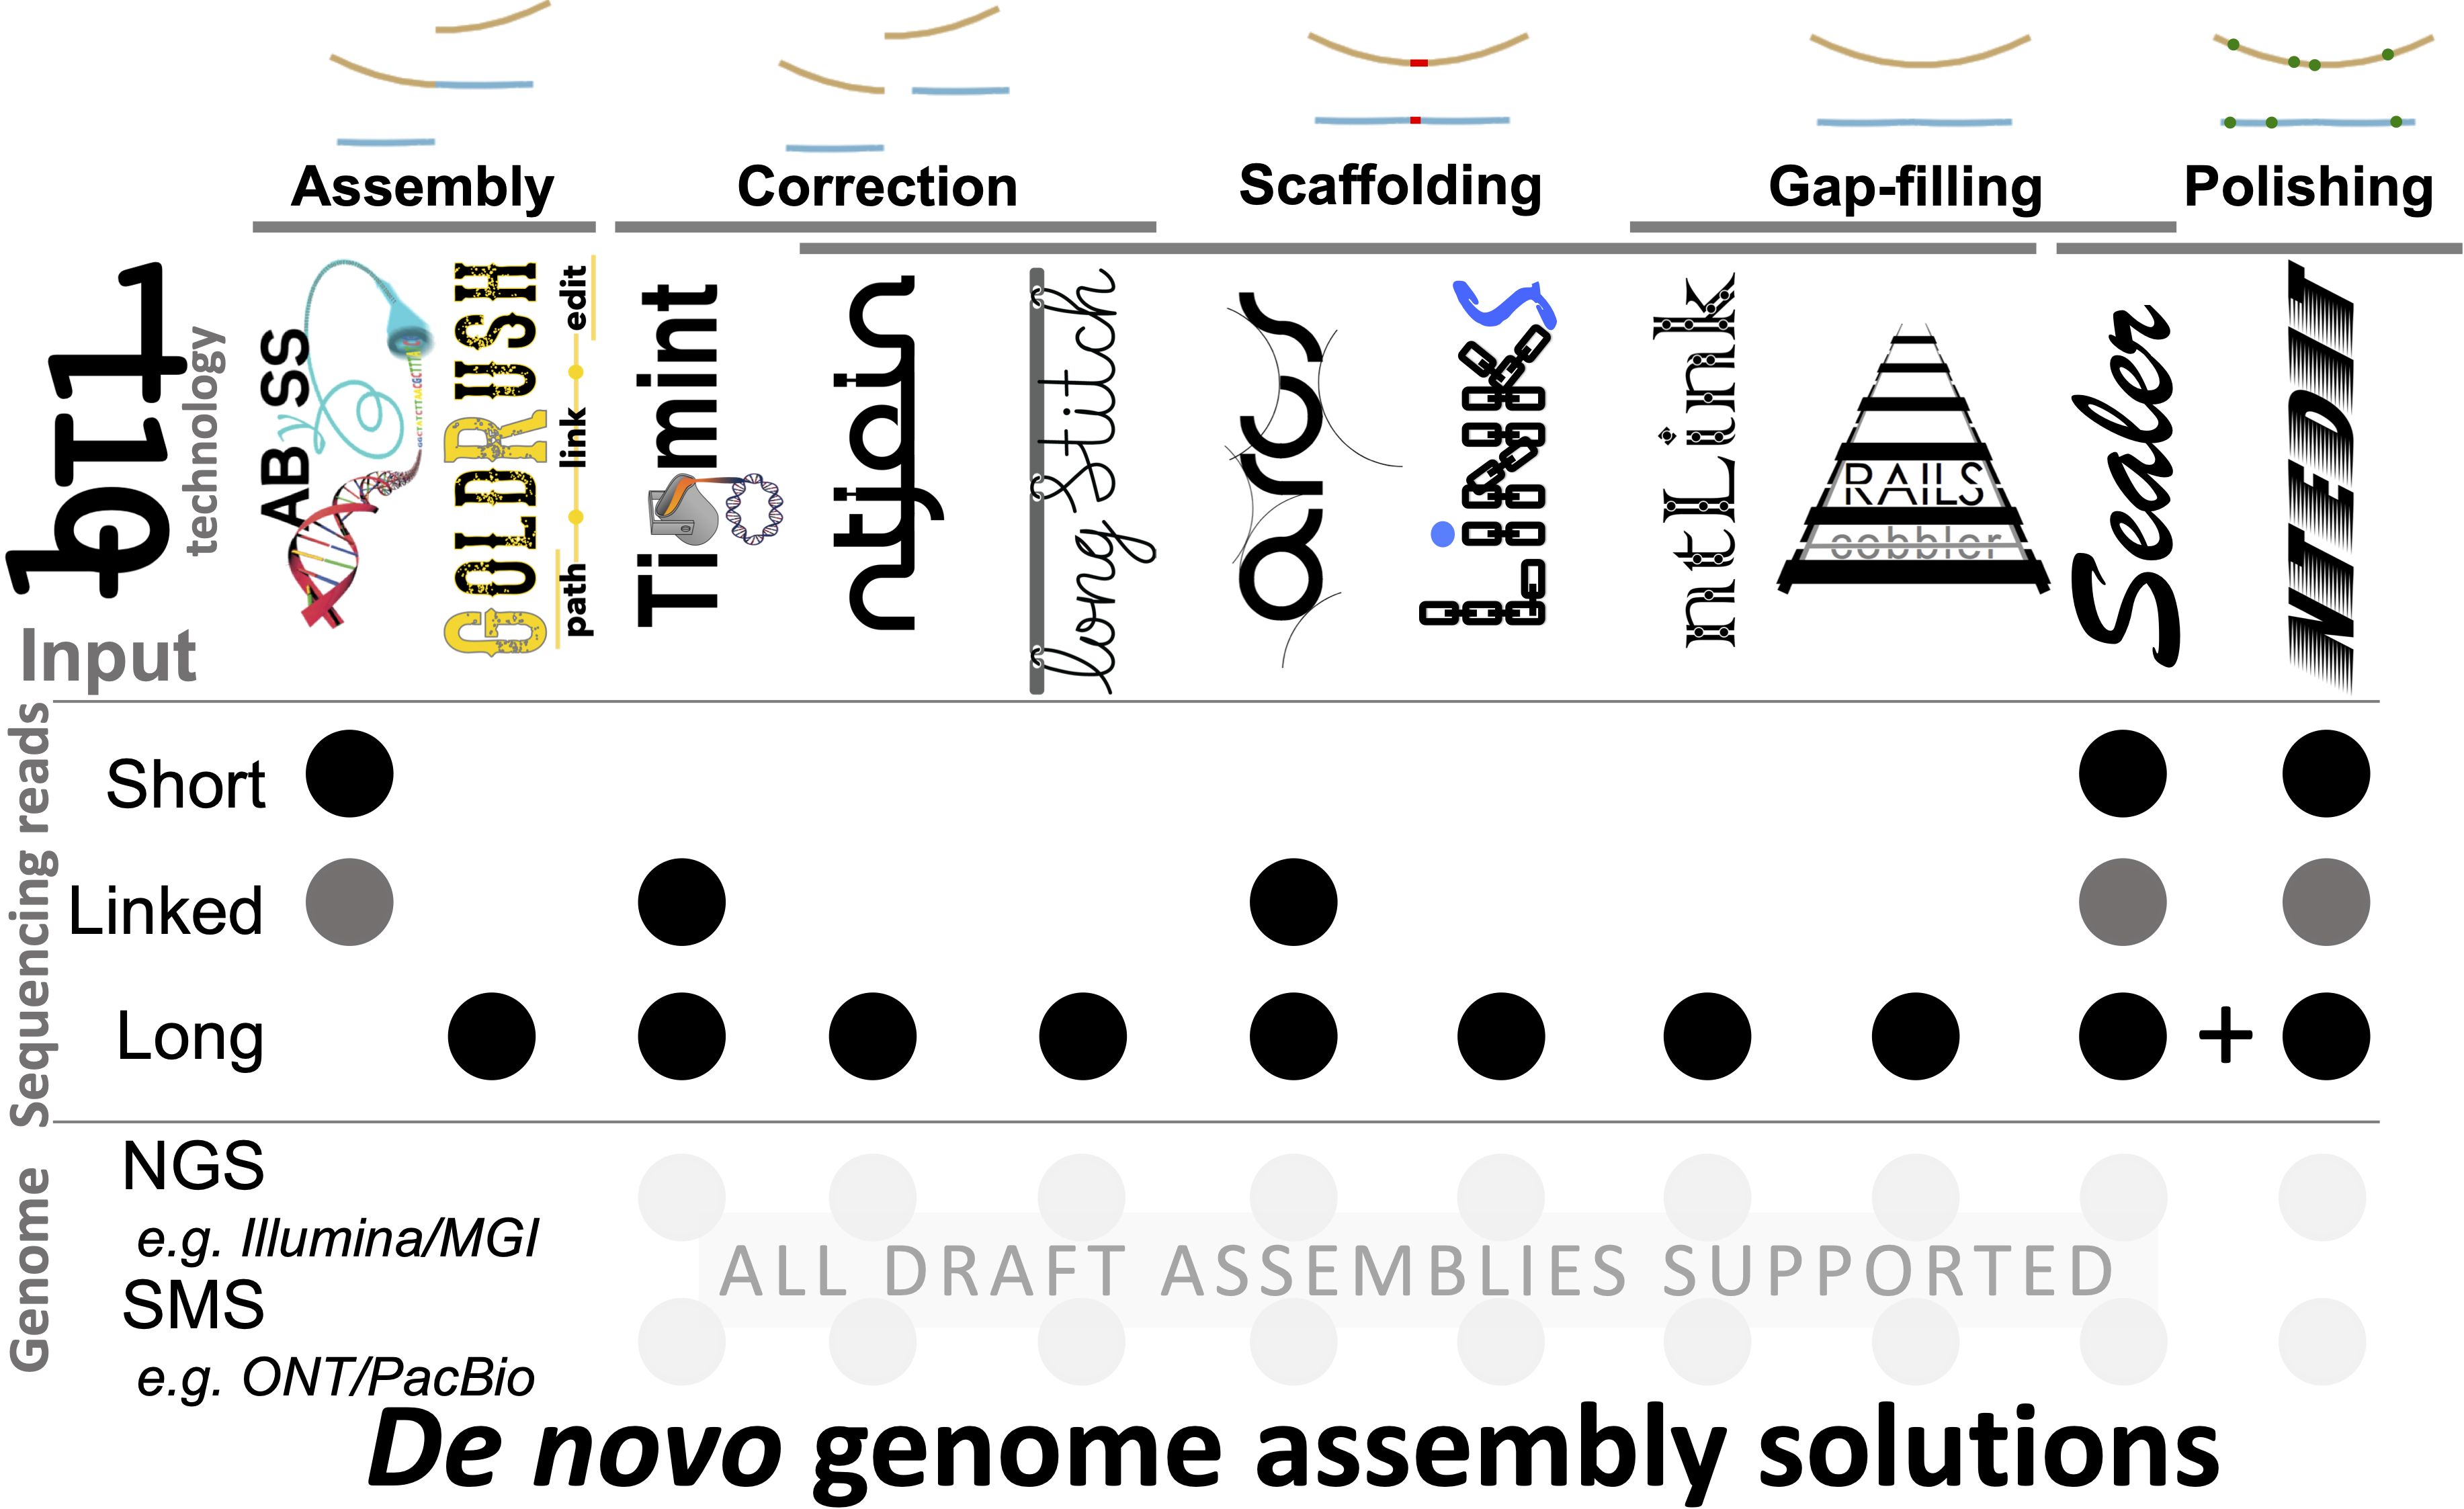 Assembly
Correction
Scaffolding
Gap-filling
Polishing
btl
technology
ABySS
GOLDRUSH
path link edit
Tigmint
ntJoin
longstitch
arcs
LINKS
ntLink
RAILS
cobbler
Sealer
NTEDIT
Input
Sequencing reads
Short
Linked
Long
+
Genome
NGS
e.g. Illumina/MGI
SMS
e.g. ONT/PacBio
ALL DRAFT ASSEMBLIES SUPPORTED
De novo genome assembly solutions